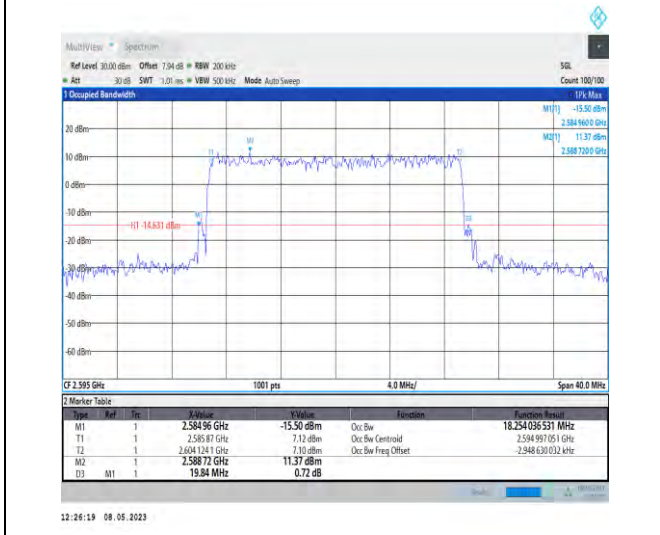 MultiView Spectrum
Ref Level 30.00 dBm Offset 7.94 dB RBW 200 kHz SGL
Att 30 dB SWT 1.01 ms VBW 500 kHz Mode Auto Sweep Count 100/100
1 Occupied Bandwidth 1Pk Max
M1[1] -15.50 dBm
2.584 960 0 GHz
20 dBm
M2[1] 11.37 dBm
2.588 720 0 GHz
M2
T1 T2
10 dBm
0 dBm
-10 dBm
M1 D3
H1 -14.631 dBm
-20 dBm
-30 dBm
-40 dBm
-50 dBm
-60 dBm
CF 2.595 GHz 1001 pts 4.0 MHz/ Span 40.0 MHz
2 Marker Table
Type Ref Trc X-Value Y-Value Function Function Result
M1 1 2.584 96 GHz -15.50 dBm Occ Bw 18.254 036 531 MHz
T1 1 2.585 87 GHz 7.12 dBm Occ Bw Centroid 2.594 997 051 GHz
T2 1 2.604 124 1 GHz 7.10 dBm Occ Bw Freq Offset -2.948 630 032 kHz
M2 1 2.588 72 GHz 11.37 dBm
D3 M1 1 19.84 MHz 0.72 dB
12:26:19 08.05.2023